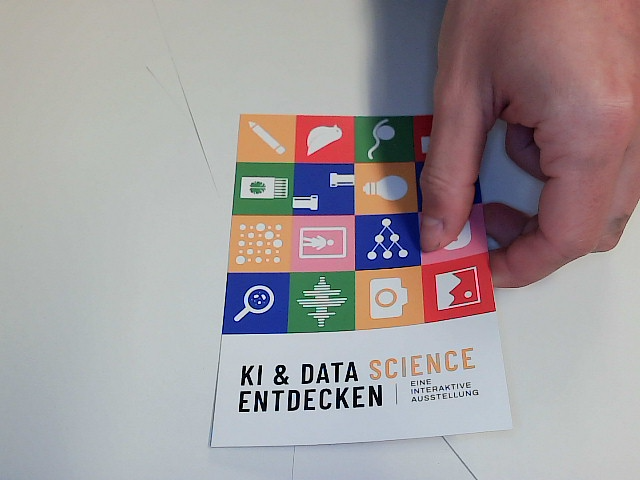 KI & DATA SCIENCE
ENTDECKEN
EINE
INTERAKTIVE
AUSSTELLUNG